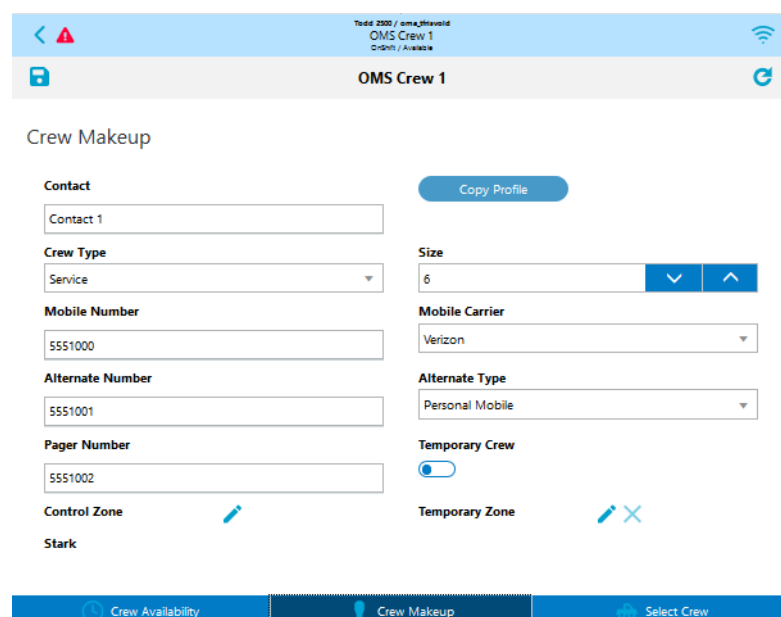 Todd 2500 / oms_thisvold
OMS Crew 1
OnShift / Available
OMS Crew 1
Crew Makeup
Contact
Copy Profile
Contact 1
Crew Type
Size
Service
6
Mobile Number
Mobile Carrier
5551000
Verizon
Alternate Number
Alternate Type
5551001
Personal Mobile
Pager Number
Temporary Crew
5551002
Control Zone
Temporary Zone
Stark
Crew Availability
Crew Makeup
Select Crew